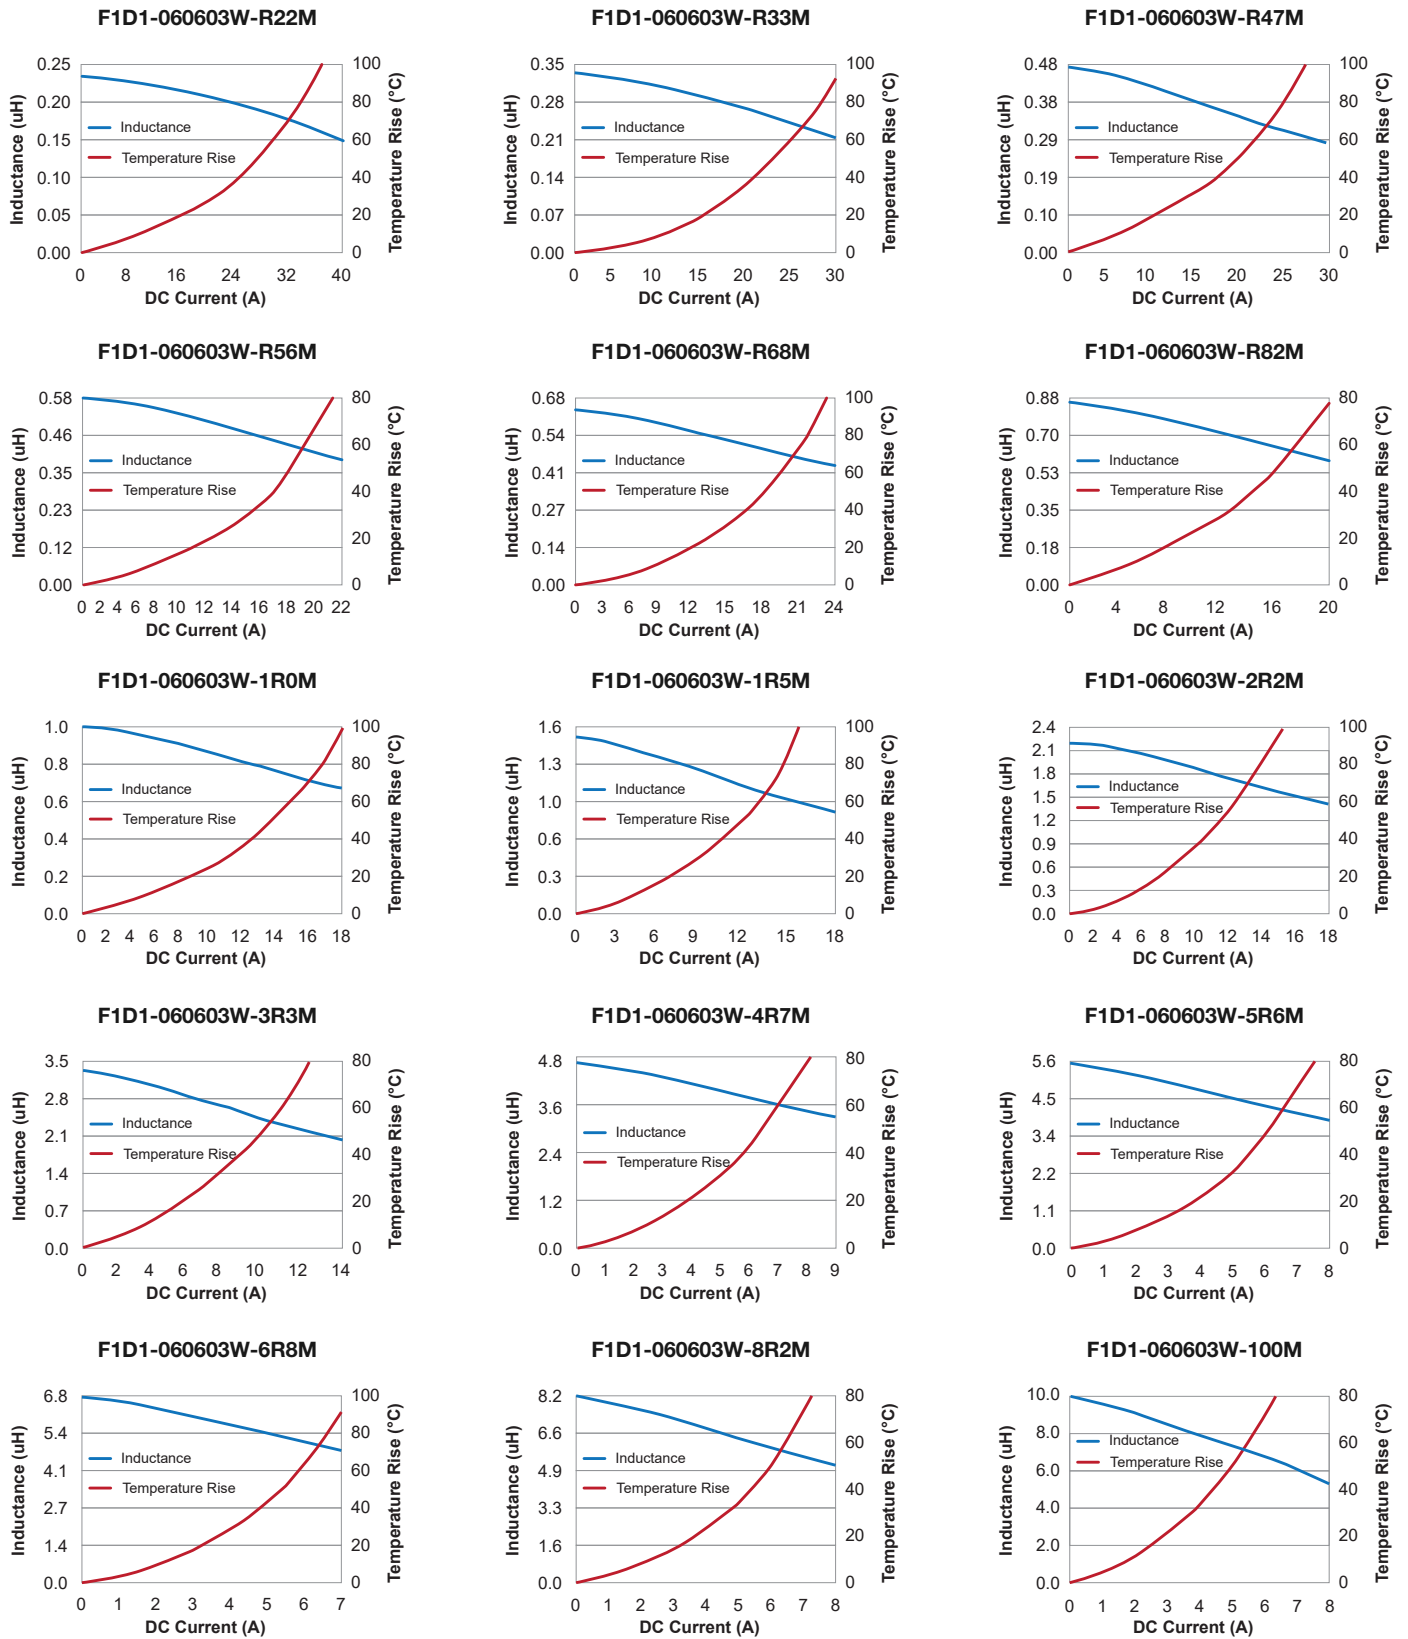 F1D1-060603W-R22M F1D1-060603W-R33M F1D1-060603W-R47M
Inductance (uH)
0.25
0.20
0.15
0.10
0.05
0.00
Inductance
Temperature Rise
100
80
60
40
20
0
Temperature Rise (°C)
0 8 16 24 32 40
DC Current (A)
Inductance (uH)
0.35
0.28
0.21
0.14
0.07
0.00
Inductance
Temperature Rise
100
80
60
40
20
0
Temperature Rise (°C)
0 5 10 15 20 25 30
DC Current (A)
Inductance (uH)
0.48
0.38
0.29
0.19
0.10
0.00
Inductance
Temperature Rise
100
80
60
40
20
0
Temperature Rise (°C)
0 5 10 15 20 25 30
DC Current (A)
F1D1-060603W-R56M F1D1-060603W-R68M F1D1-060603W-R82M
Inductance (uH)
0.58
0.46
0.35
0.23
0.12
0.00
Inductance
Temperature Rise
80
60
40
20
0
Temperature Rise (°C)
0 2 4 6 8 10 12 14 16 18 20 22
DC Current (A)
Inductance (uH)
0.68
0.54
0.41
0.27
0.14
0.00
Inductance
Temperature Rise
100
80
60
40
20
0
Temperature Rise (°C)
0 3 6 9 12 15 18 21 24
DC Current (A)
Inductance (uH)
0.88
0.70
0.53
0.35
0.18
0.00
Inductance
Temperature Rise
80
60
40
20
0
Temperature Rise (°C)
0 4 8 12 16 20
DC Current (A)
F1D1-060603W-1R0M F1D1-060603W-1R5M F1D1-060603W-2R2M
Inductance (uH)
1.0
0.8
0.6
0.4
0.2
0.0
Inductance
Temperature Rise
100
80
60
40
20
0
Temperature Rise (°C)
0 2 4 6 8 10 12 14 16 18
DC Current (A)
Inductance (uH)
1.6
1.3
1.0
0.6
0.3
0.0
Inductance
Temperature Rise
100
80
60
40
20
0
Temperature Rise (°C)
0 3 6 9 12 15 18
DC Current (A)
Inductance (uH)
2.4
2.1
1.8
1.5
1.2
0.9
0.6
0.3
0.0
Inductance
Temperature Rise
100
80
60
40
20
0
Temperature Rise (°C)
0 2 4 6 8 10 12 14 16 18
DC Current (A)
F1D1-060603W-3R3M F1D1-060603W-4R7M F1D1-060603W-5R6M
Inductance (uH)
3.5
2.8
2.1
1.4
0.7
0.0
Inductance
Temperature Rise
80
60
40
20
0
Temperature Rise (°C)
0 2 4 6 8 10 12 14
DC Current (A)
Inductance (uH)
4.8
3.6
2.4
1.2
0.0
Inductance
Temperature Rise
80
60
40
20
0
Temperature Rise (°C)
0 1 2 3 4 5 6 7 8 9
DC Current (A)
Inductance (uH)
5.6
4.5
3.4
2.2
1.1
0.0
Inductance
Temperature Rise
80
60
40
20
0
Temperature Rise (°C)
0 1 2 3 4 5 6 7 8
DC Current (A)
F1D1-060603W-6R8M F1D1-060603W-8R2M F1D1-060603W-100M
Inductance (uH)
6.8
5.4
4.1
2.7
1.4
0.0
Inductance
Temperature Rise
100
80
60
40
20
0
Temperature Rise (°C)
0 1 2 3 4 5 6 7
DC Current (A)
Inductance (uH)
8.2
6.6
4.9
3.3
1.6
0.0
Inductance
Temperature Rise
80
60
40
20
0
Temperature Rise (°C)
0 1 2 3 4 5 6 7 8
DC Current (A)
Inductance (uH)
10.0
8.0
6.0
4.0
2.0
0.0
Inductance
Temperature Rise
80
60
40
20
0
Temperature Rise (°C)
0 1 2 3 4 5 6 7 8
DC Current (A)